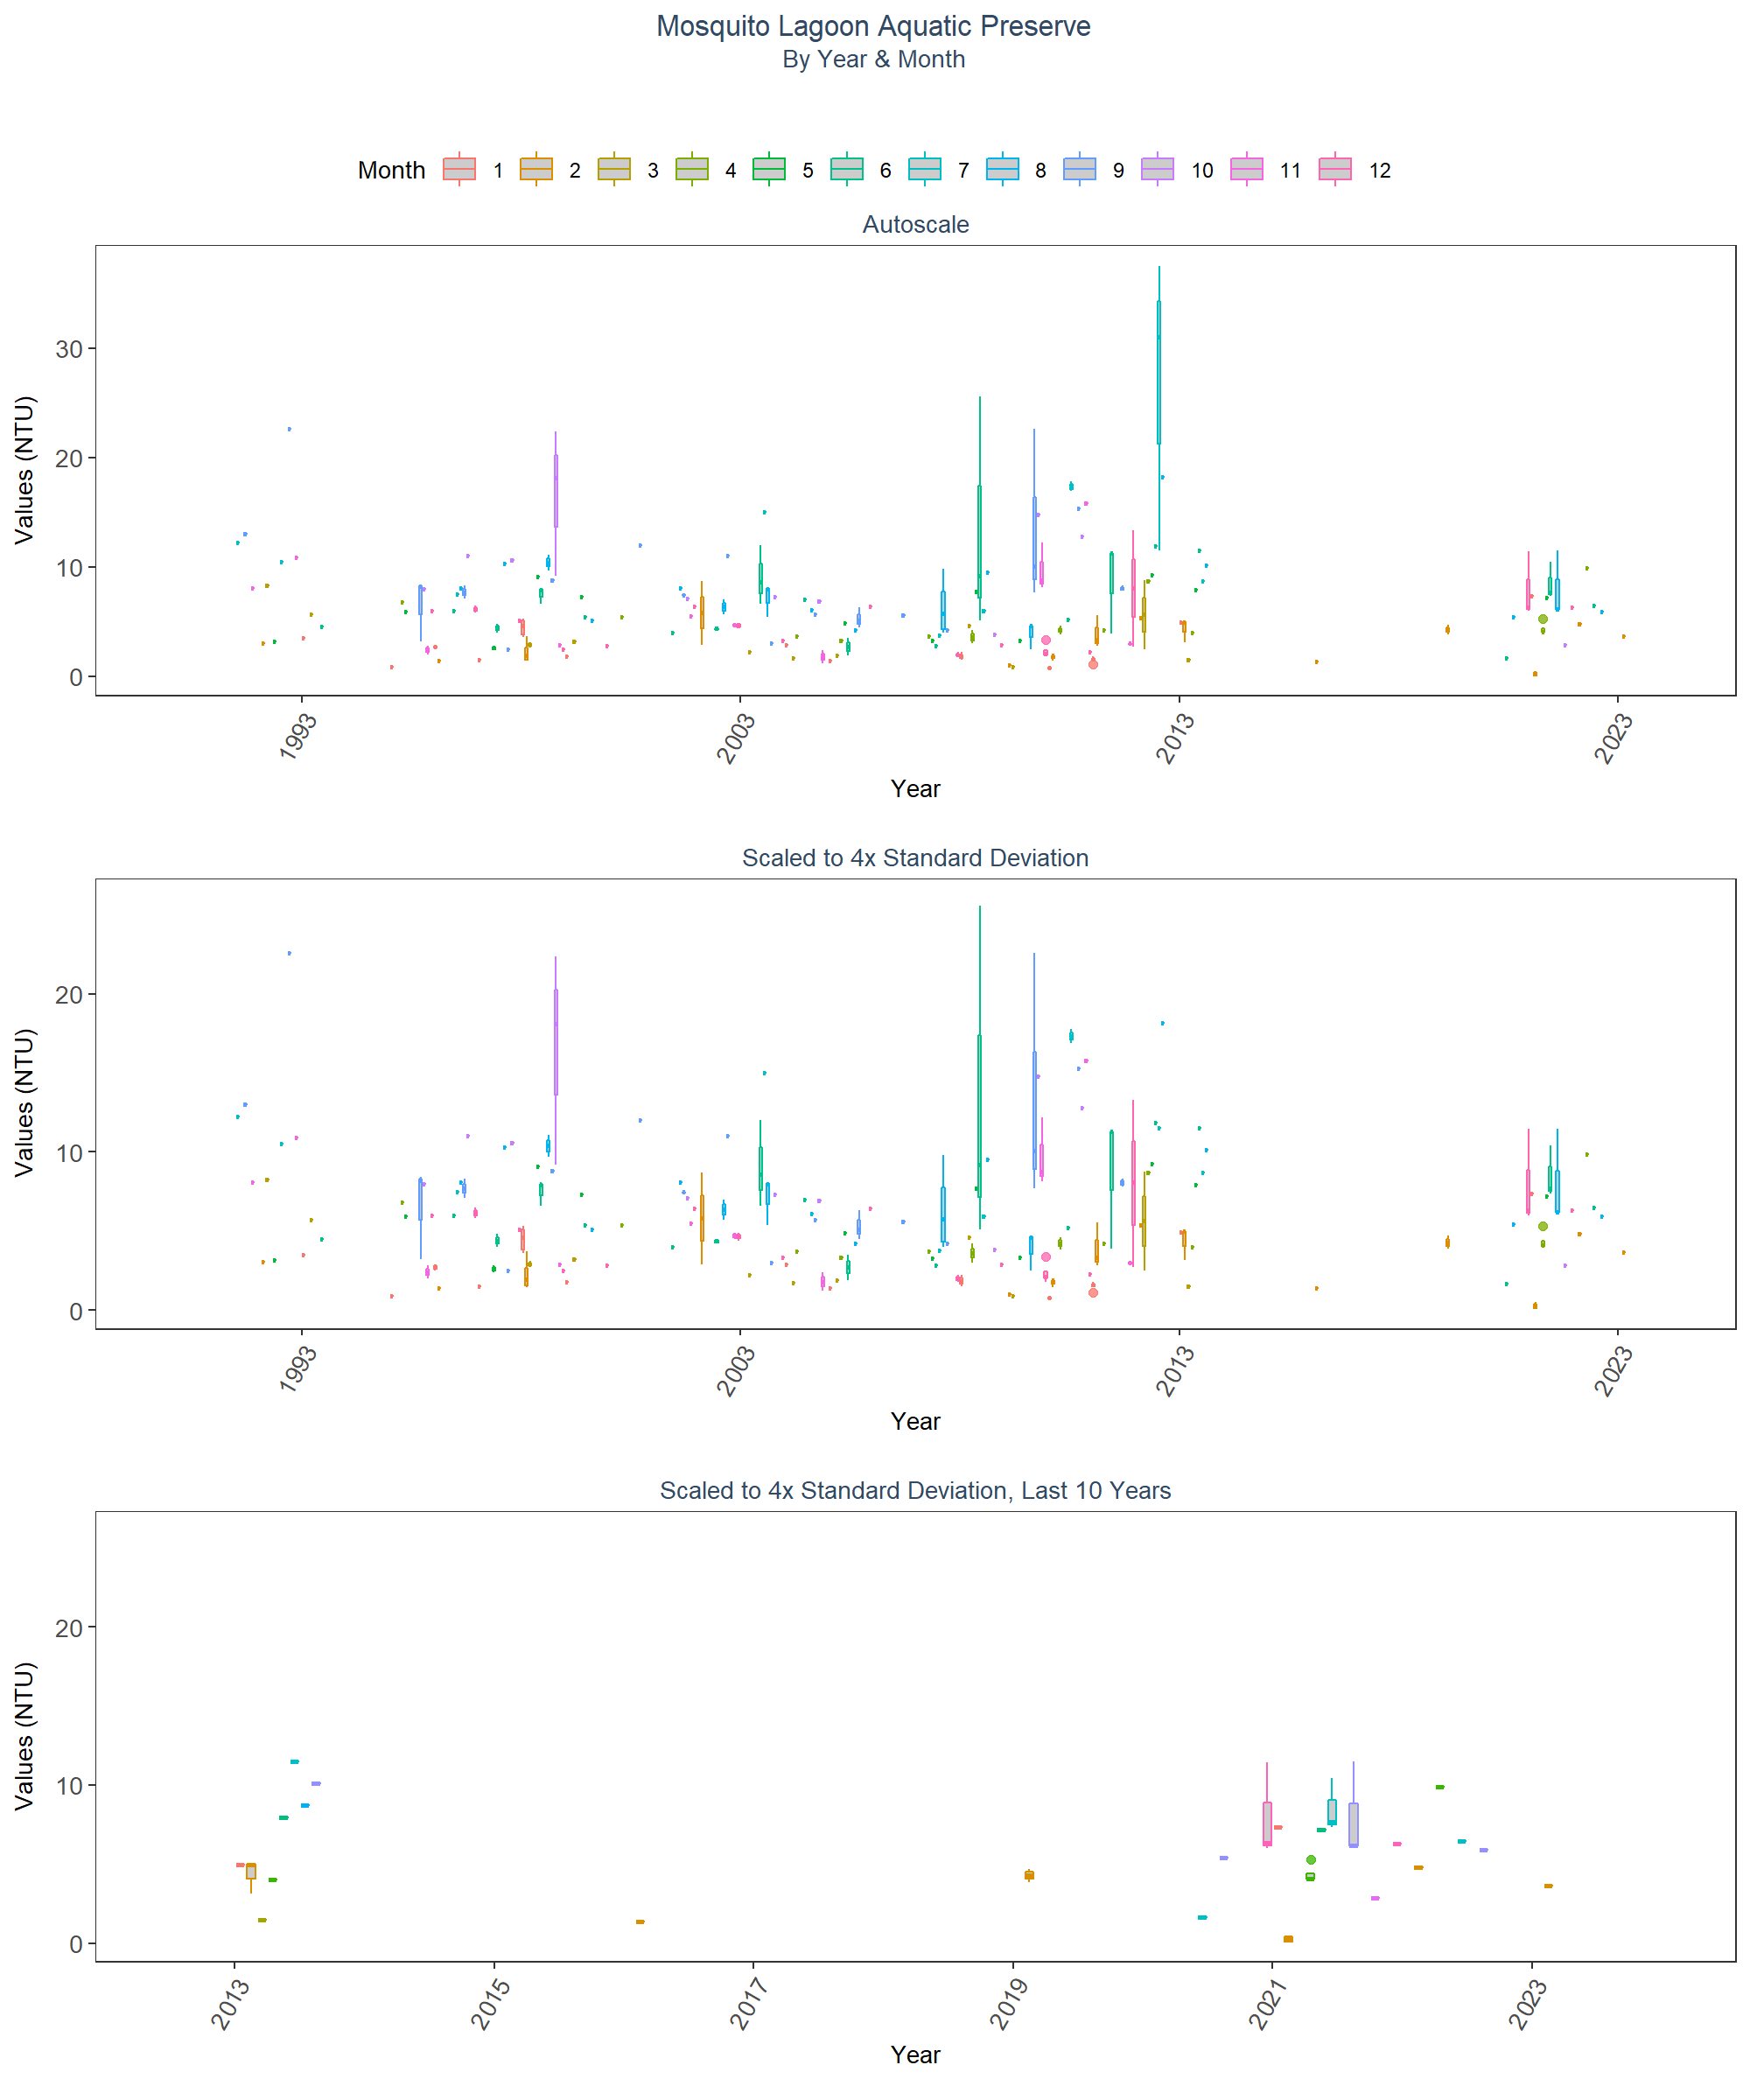 Mosquito Lagoon Aquatic Preserve
By Year & Month
Month 1 2 3 4 5 6 7 8 9 10 11 12
Autoscale
Values (NTU)
30
20
10
0
1993 2003 2013 2023
Year
Scaled to 4x Standard Deviation
Values (NTU)
20
10
0
1993 2003 2013 2023
Year
Scaled to 4x Standard Deviation, Last 10 Years
Values (NTU)
20
10
0
2013 2015 2017 2019 2021 2023
Year